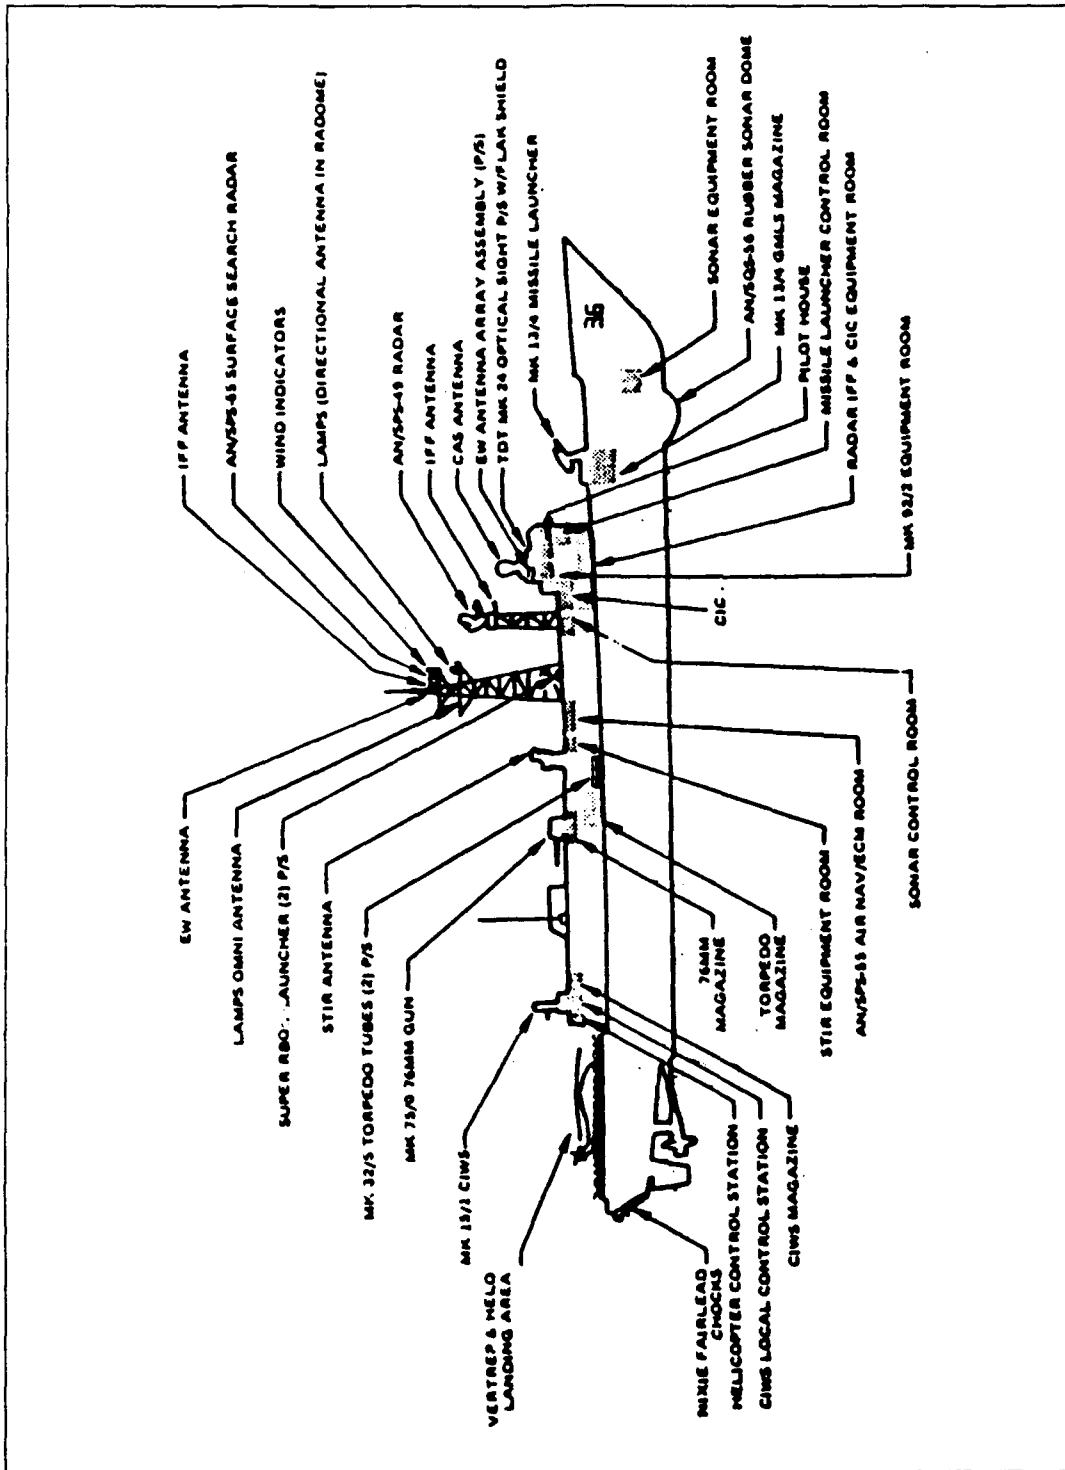 IFF ANTENNA
AN/SPS-55 SURFACE SEARCH RADAR
WIND INDICATORS
LAMPS (DIRECTIONAL ANTENNA IN RADOME)
AN/SPS-49 RADAR
IFF ANTENNA
CAS ANTENNA
EW ANTENNA ARRAY ASSEMBLY (P/S)
TDT MK 24 OPTICAL SIGHT P/S W/FLAK SHIELD
MK 13/4 MISSILE LAUNCHER
EW ANTENNA
LAMPS OMNI ANTENNA
SUPER LAUNCHER (2) P/S
STIR ANTENNA
MK 32/5 TORPEDO TUBES (2) P/S
MK 75/0 76MM GUN
MK 15/1 CIWS
VERTREP & HELO
LANDING AREA
36
SONAR EQUIPMENT ROOM
AN/SQS-56 RUBBER SONAR DOME
MK 13/4 GMLS MAGAZINE
PILOT HOUSE
MISSILE LAUNCHER CONTROL ROOM
RADAR IFF & CIC EQUIPMENT ROOM
MK 92/2 EQUIPMENT ROOM
CIC
SONAR CONTROL ROOM
AN/SPS-55 AIR NAV/ECM ROOM
STIR EQUIPMENT ROOM
TORPEDO
MAGAZINE
76MM
MAGAZINE
CIWS MAGAZINE
CIWS LOCAL CONTROL STATION
HELICOPTER CONTROL STATION
NIXIE FAIRLEAD
CHOCKS